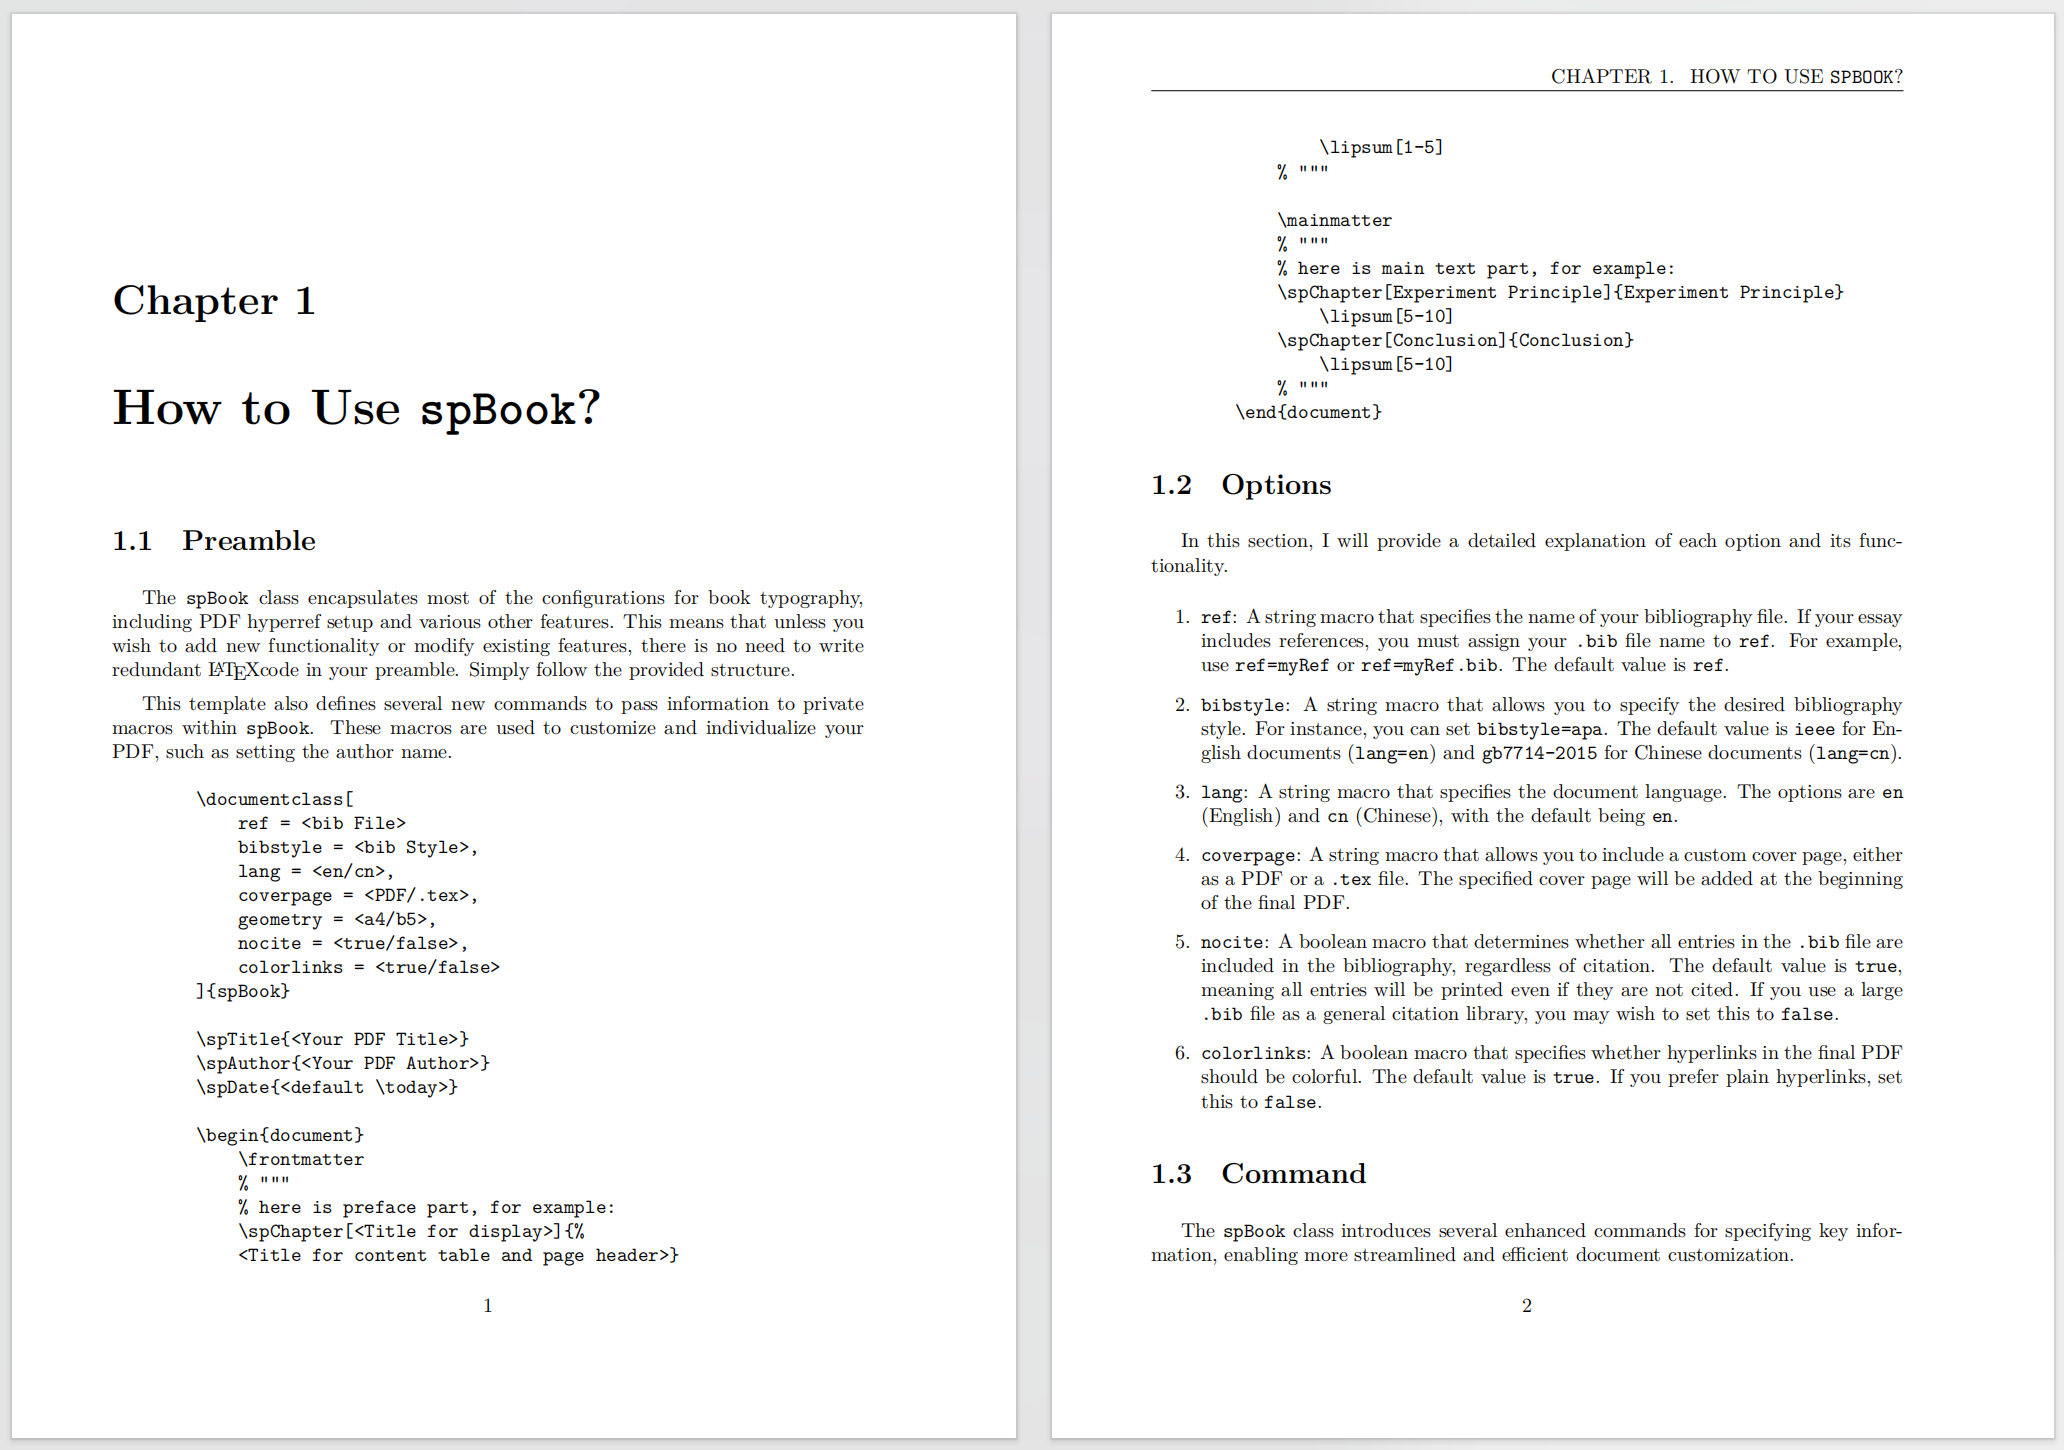 Chapter 1
How to Use spBook?
1.1 Preamble
The spBook class encapsulates most of the configurations for book typography,
including PDF hyperref setup and various other features. This means that unless you
wish to add new functionality or modify existing features, there is no need to write
redundant LATEXcode in your preamble. Simply follow the provided structure.
This template also defines several new commands to pass information to private
macros within spBook. These macros are used to customize and individualize your
PDF, such as setting the author name.
\documentclass[
    ref = <bib File>
    bibstyle = <bib Style>,
    lang = <en/cn>,
    coverpage = <PDF/.tex>,
    geometry = <a4/b5>,
    nocite = <true/false>,
    colorlinks = <true/false>
]{spBook}
\spTitle{<Your PDF Title>}
\spAuthor{<Your PDF Author>}
\spDate{<default \today>}
\begin{document}
    \frontmatter
    % """
    % here is preface part, for example:
    \spChapter[<Title for display>]{%
    <Title for content table and page header>}
1
CHAPTER 1. HOW TO USE SPBOOK?
        \lipsum[1-5]
    % """
    \mainmatter
    % """
    % here is main text part, for example:
    \spChapter[Experiment Principle]{Experiment Principle}
        \lipsum[5-10]
    \spChapter[Conclusion]{Conclusion}
        \lipsum[5-10]
    % """
\end{document}
1.2 Options
In this section, I will provide a detailed explanation of each option and its func-
tionality.
1. ref: A string macro that specifies the name of your bibliography file. If your essay
includes references, you must assign your .bib file name to ref. For example,
use ref=myRef or ref=myRef.bib. The default value is ref.
2. bibstyle: A string macro that allows you to specify the desired bibliography
style. For instance, you can set bibstyle=apa. The default value is ieee for En-
glish documents (lang=en) and gb7714-2015 for Chinese documents (lang=cn).
3. lang: A string macro that specifies the document language. The options are en
(English) and cn (Chinese), with the default being en.
4. coverpage: A string macro that allows you to include a custom cover page, either
as a PDF or a .tex file. The specified cover page will be added at the beginning
of the final PDF.
5. nocite: A boolean macro that determines whether all entries in the .bib file are
included in the bibliography, regardless of citation. The default value is true,
meaning all entries will be printed even if they are not cited. If you use a large
.bib file as a general citation library, you may wish to set this to false.
6. colorlinks: A boolean macro that specifies whether hyperlinks in the final PDF
should be colorful. The default value is true. If you prefer plain hyperlinks, set
this to false.
1.3 Command
The spBook class introduces several enhanced commands for specifying key infor-
mation, enabling more streamlined and efficient document customization.
2